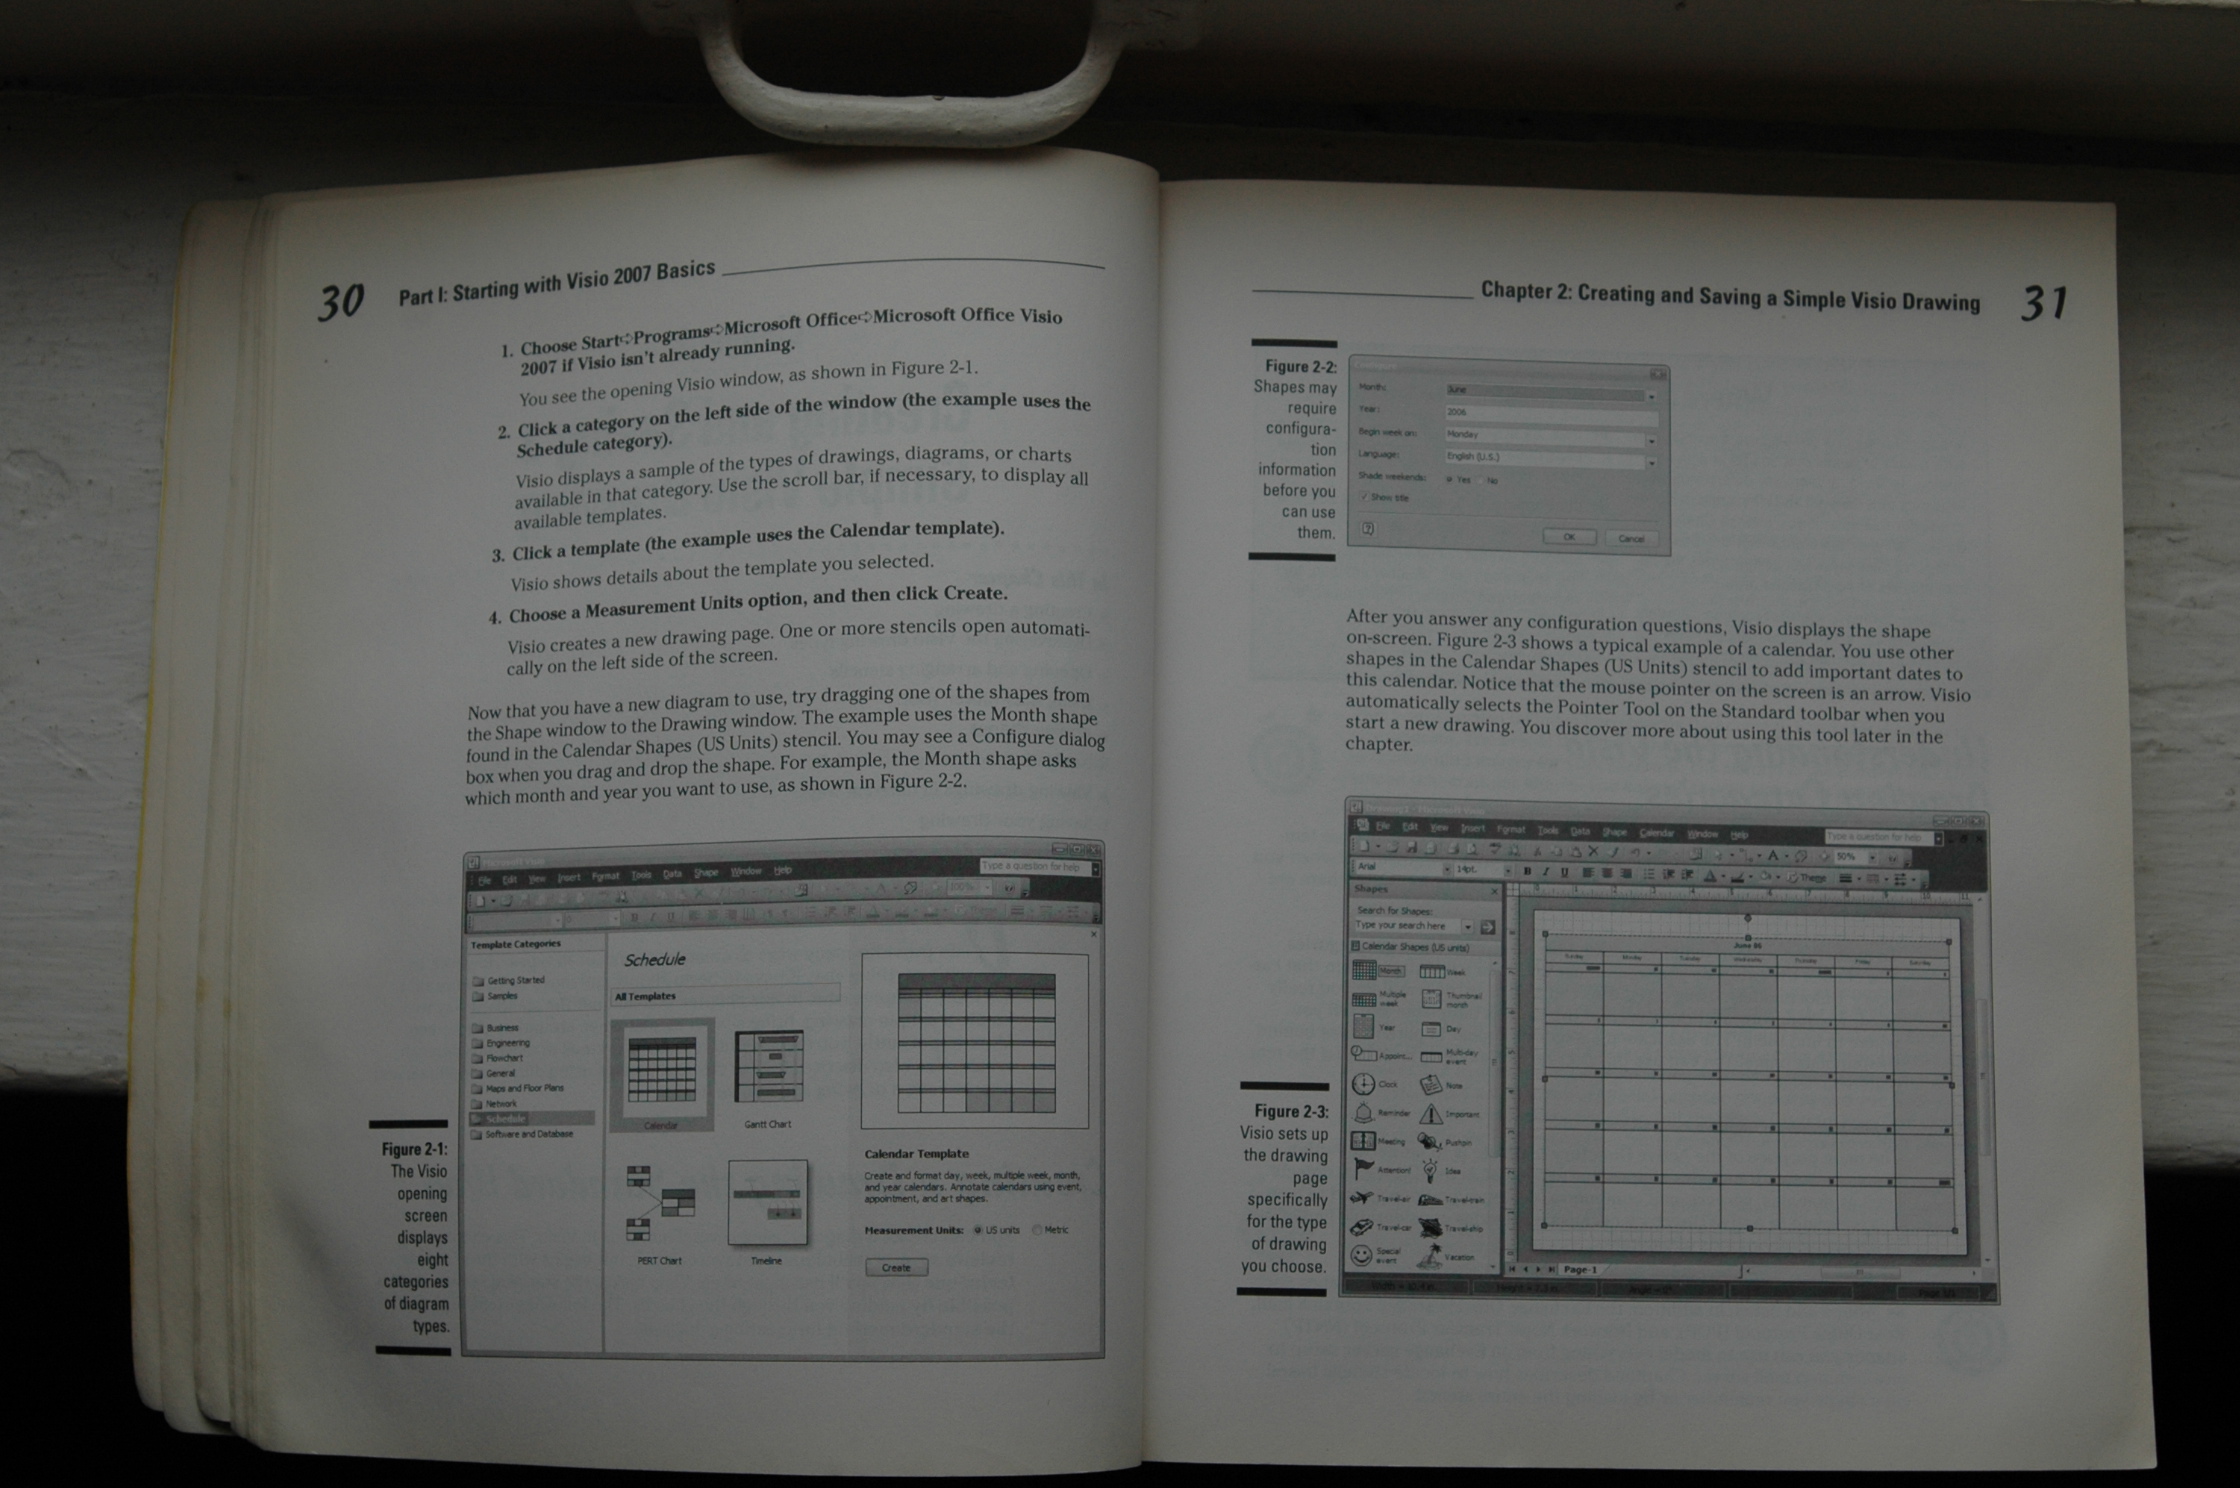 30 Part I: Starting with Visio 2007 Basics
1. Choose Start➪Programs➪Microsoft Office➪Microsoft Office Visio
2007 if Visio isn't already running.
You see the opening Visio window, as shown in Figure 2-1.
2. Click a category on the left side of the window (the example uses the
Schedule category).
Visio displays a sample of the types of drawings, diagrams, or charts
available in that category. Use the scroll bar, if necessary, to display all
available templates.
3. Click a template (the example uses the Calendar template).
Visio shows details about the template you selected.
4. Choose a Measurement Units option, and then click Create.
Visio creates a new drawing page. One or more stencils open automati-
cally on the left side of the screen.
Now that you have a new diagram to use, try dragging one of the shapes from
the Shape window to the Drawing window. The example uses the Month shape
found in the Calendar Shapes (US Units) stencil. You may see a Configure dialog
box when you drag and drop the shape. For example, the Month shape asks
which month and year you want to use, as shown in Figure 2-2.
Figure 2-1:
The Visio
opening
screen
displays
eight
categories
of diagram
types.
Microsoft Visio
File Edit View Insert Format Tools Data Shape Window Help
Type a question for help
100%
Template Categories
Getting Started
Samples
Business
Engineering
Flowchart
General
Maps and Floor Plans
Network
Schedule
Software and Database
Schedule
All Templates
Calendar
Gantt Chart
PERT Chart
Timeline
Calendar Template
Create and format day, week, multiple week, month,
and year calendars. Annotate calendars using event,
appointment, and art shapes.
Measurement Units: US units Metric
Create
Chapter 2: Creating and Saving a Simple Visio Drawing 31
Figure 2-2:
Shapes may
require
configura-
tion
information
before you
can use
them.
Month: June
Year: 2006
Begin week on: Monday
Language: English (U.S.)
Shade weekends: Yes No
Show title
OK Cancel
After you answer any configuration questions, Visio displays the shape
on-screen. Figure 2-3 shows a typical example of a calendar. You use other
shapes in the Calendar Shapes (US Units) stencil to add important dates to
this calendar. Notice that the mouse pointer on the screen is an arrow. Visio
automatically selects the Pointer Tool on the Standard toolbar when you
start a new drawing. You discover more about using this tool later in the
chapter.
Figure 2-3:
Visio sets up
the drawing
page
specifically
for the type
of drawing
you choose.
File Edit View Insert Format Tools Data Shape Calendar Window Help
Type a question for help
50%
Arial 14pt. B I U Theme
Shapes
Search for Shapes:
Type your search here
Calendar Shapes (US units)
Month Week
Multiple week Thumbnail month
Year Day
Appoint... Multi-day event
Clock Note
Reminder Important
Meeting Pushpin
Attention! Idea
Travel-air Travel-train
Travel-car Travel-ship
Special event Vacation
June 06
Page-1